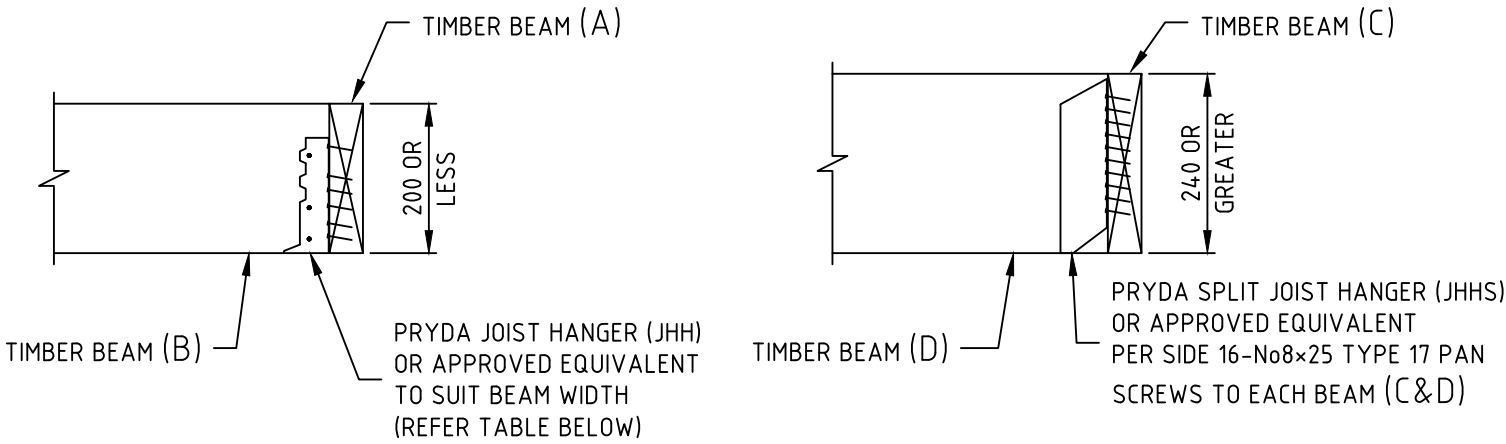 TIMBER BEAM (A)
200 OR
LESS
TIMBER BEAM (B)
PRYDA JOIST HANGER (JHH)
OR APPROVED EQUIVALENT
TO SUIT BEAM WIDTH
(REFER TABLE BELOW)
TIMBER BEAM (C)
240 OR
GREATER
TIMBER BEAM (D)
PRYDA SPLIT JOIST HANGER (JHHS)
OR APPROVED EQUIVALENT
PER SIDE 16-No8×25 TYPE 17 PAN
SCREWS TO EACH BEAM (C&D)